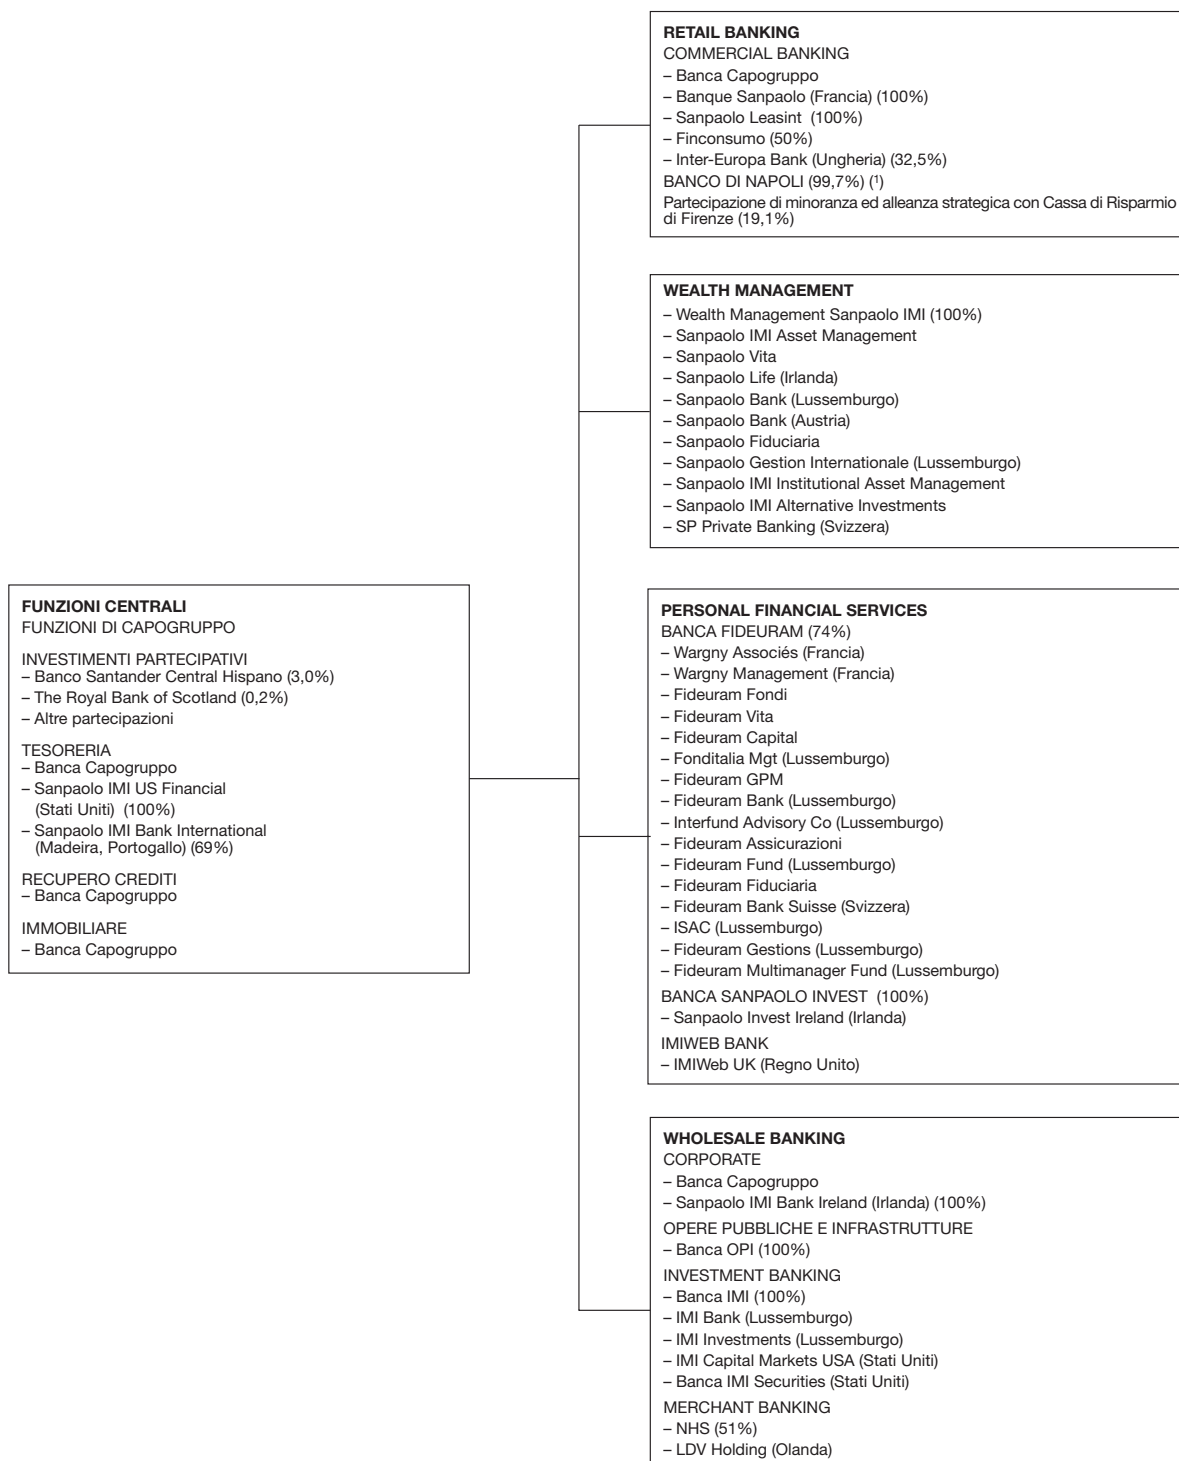 RETAIL BANKING
COMMERCIAL BANKING
– Banca Capogruppo
– Banque Sanpaolo (Francia) (100%)
– Sanpaolo Leasint (100%)
– Finconsumo (50%)
– Inter-Europa Bank (Ungheria) (32,5%)
BANCO DI NAPOLI (99,7%) (¹)
Partecipazione di minoranza ed alleanza strategica con Cassa di Risparmio
di Firenze (19,1%)
WEALTH MANAGEMENT
– Wealth Management Sanpaolo IMI (100%)
– Sanpaolo IMI Asset Management
– Sanpaolo Vita
– Sanpaolo Life (Irlanda)
– Sanpaolo Bank (Lussemburgo)
– Sanpaolo Bank (Austria)
– Sanpaolo Fiduciaria
– Sanpaolo Gestion Internationale (Lussemburgo)
– Sanpaolo IMI Institutional Asset Management
– Sanpaolo IMI Alternative Investments
– SP Private Banking (Svizzera)
FUNZIONI CENTRALI
FUNZIONI DI CAPOGRUPPO
INVESTIMENTI PARTECIPATIVI
– Banco Santander Central Hispano (3,0%)
– The Royal Bank of Scotland (0,2%)
– Altre partecipazioni
TESORERIA
– Banca Capogruppo
– Sanpaolo IMI US Financial
(Stati Uniti) (100%)
– Sanpaolo IMI Bank International
(Madeira, Portogallo) (69%)
RECUPERO CREDITI
– Banca Capogruppo
IMMOBILIARE
– Banca Capogruppo
PERSONAL FINANCIAL SERVICES
BANCA FIDEURAM (74%)
– Wargny Associés (Francia)
– Wargny Management (Francia)
– Fideuram Fondi
– Fideuram Vita
– Fideuram Capital
– Fonditalia Mgt (Lussemburgo)
– Fideuram GPM
– Fideuram Bank (Lussemburgo)
– Interfund Advisory Co (Lussemburgo)
– Fideuram Assicurazioni
– Fideuram Fund (Lussemburgo)
– Fideuram Fiduciaria
– Fideuram Bank Suisse (Svizzera)
– ISAC (Lussemburgo)
– Fideuram Gestions (Lussemburgo)
– Fideuram Multimanager Fund (Lussemburgo)
BANCA SANPAOLO INVEST (100%)
– Sanpaolo Invest Ireland (Irlanda)
IMIWEB BANK
– IMIWeb UK (Regno Unito)
WHOLESALE BANKING
CORPORATE
– Banca Capogruppo
– Sanpaolo IMI Bank Ireland (Irlanda) (100%)
OPERE PUBBLICHE E INFRASTRUTTURE
– Banca OPI (100%)
INVESTMENT BANKING
– Banca IMI (100%)
– IMI Bank (Lussemburgo)
– IMI Investments (Lussemburgo)
– IMI Capital Markets USA (Stati Uniti)
– Banca IMI Securities (Stati Uniti)
MERCHANT BANKING
– NHS (51%)
– LDV Holding (Olanda)